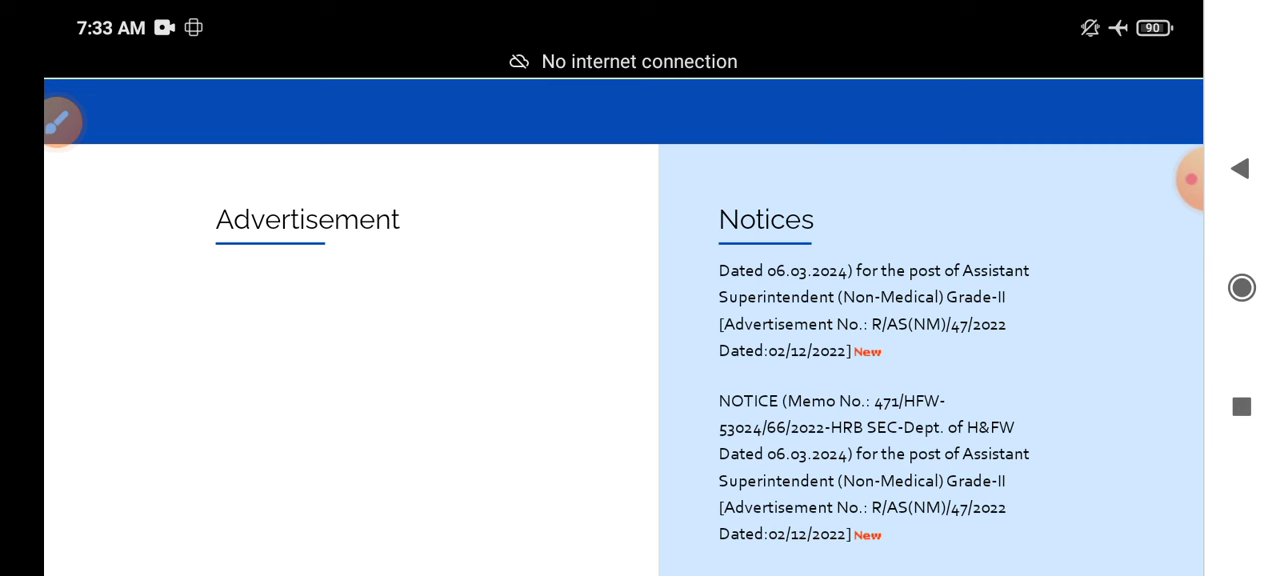 7:33 AM
90
No internet connection
Advertisement
Notices
Dated 06.03.2024) for the post of Assistant
Superintendent (Non-Medical) Grade-II
[Advertisement No.: R/AS(NM)/47/2022
Dated:02/12/2022] New
NOTICE (Memo No.: 471/HFW-
53024/66/2022-HRB SEC-Dept. of H&FW
Dated 06.03.2024) for the post of Assistant
Superintendent (Non-Medical) Grade-II
[Advertisement No.: R/AS(NM)/47/2022
Dated:02/12/2022] New